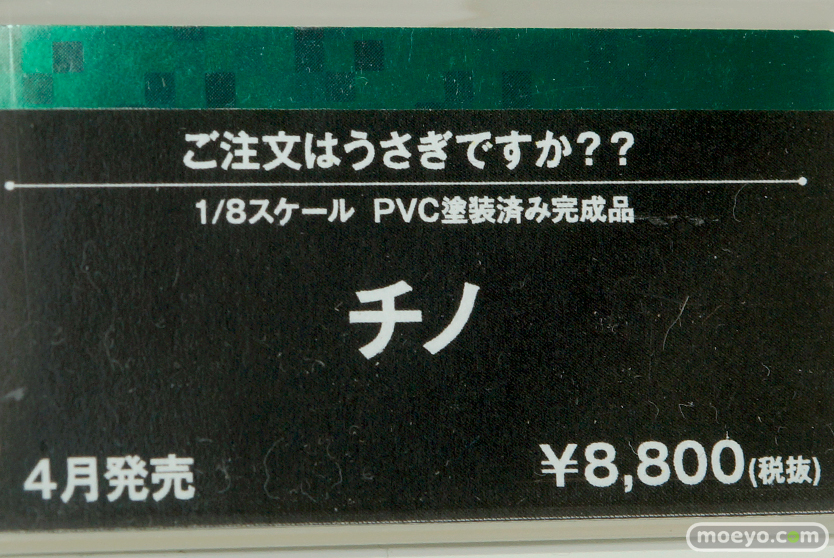 ご注文はうさぎですか？？
1/8スケール PVC塗装済み完成品
チノ
4月発売
¥8,800(税抜)
moeyo.com